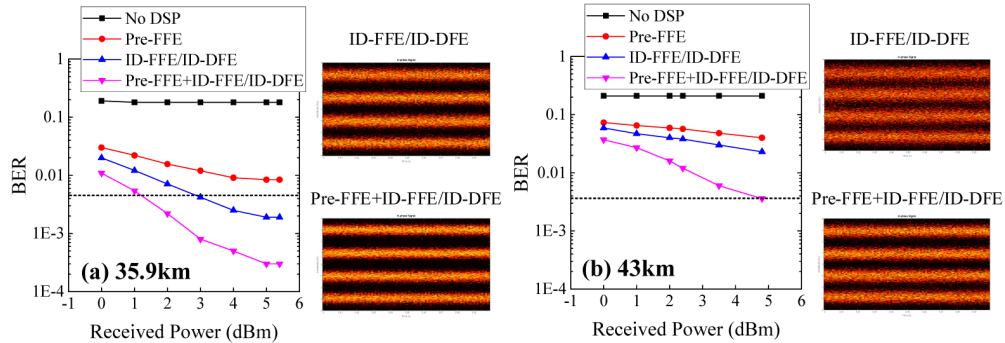 No DSP
Pre-FFE
ID-FFE/ID-DFE
Pre-FFE+ID-FFE/ID-DFE
1
0.1
0.01
1E-3
1E-4
BER
-1 0 1 2 3 4 5 6
Received Power (dBm)
(a) 35.9km
ID-FFE/ID-DFE
Pre-FFE+ID-FFE/ID-DFE
No DSP
Pre-FFE
ID-FFE/ID-DFE
Pre-FFE+ID-FFE/ID-DFE
1
0.1
0.01
1E-3
1E-4
BER
-1 0 1 2 3 4 5 6
Received Power (dBm)
(b) 43km
ID-FFE/ID-DFE
Pre-FFE+ID-FFE/ID-DFE